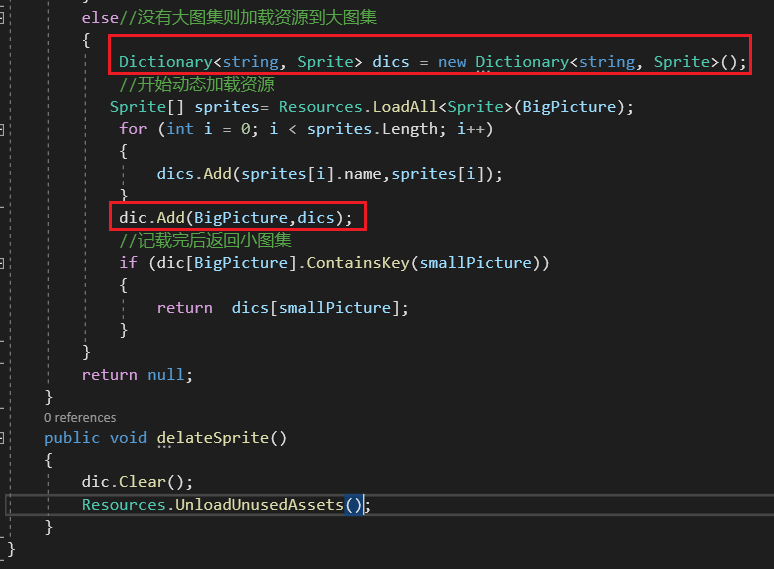 }
else//没有大图集则加载资源到大图集
{
Dictionary<string, Sprite> dics = new Dictionary<string, Sprite>();
//开始动态加载资源
Sprite[] sprites= Resources.LoadAll<Sprite>(BigPicture);
for (int i = 0; i < sprites.Length; i++)
{
dics.Add(sprites[i].name,sprites[i]);
}
dic.Add(BigPicture,dics);
//记载完后返回小图集
if (dic[BigPicture].ContainsKey(smallPicture))
{
return  dics[smallPicture];
}
}
return null;
}
0 references
public void delateSprite()
{
dic.Clear();
Resources.UnloadUnusedAssets();
}
}